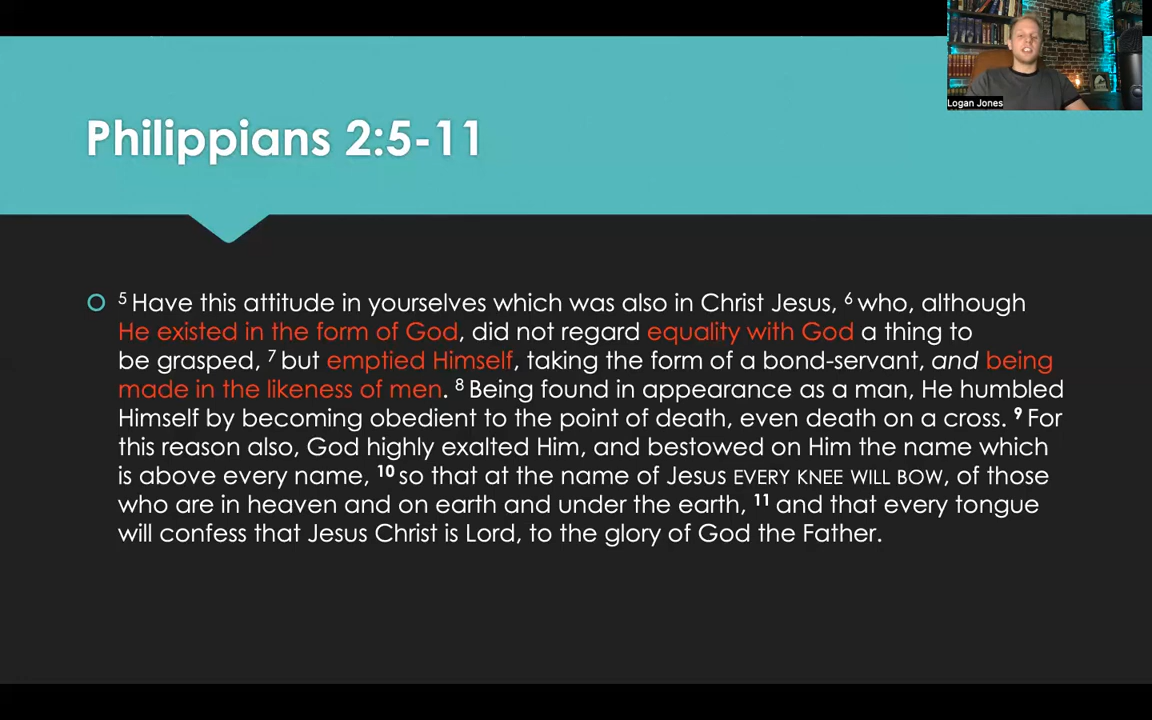 Logan Jones
Philippians 2:5-11
5 Have this attitude in yourselves which was also in Christ Jesus, 6 who, although
He existed in the form of God, did not regard equality with God a thing to
be grasped, 7 but emptied Himself, taking the form of a bond-servant, and being
made in the likeness of men. 8 Being found in appearance as a man, He humbled
Himself by becoming obedient to the point of death, even death on a cross. 9 For
this reason also, God highly exalted Him, and bestowed on Him the name which
is above every name, 10 so that at the name of Jesus EVERY KNEE WILL BOW, of those
who are in heaven and on earth and under the earth, 11 and that every tongue
will confess that Jesus Christ is Lord, to the glory of God the Father.